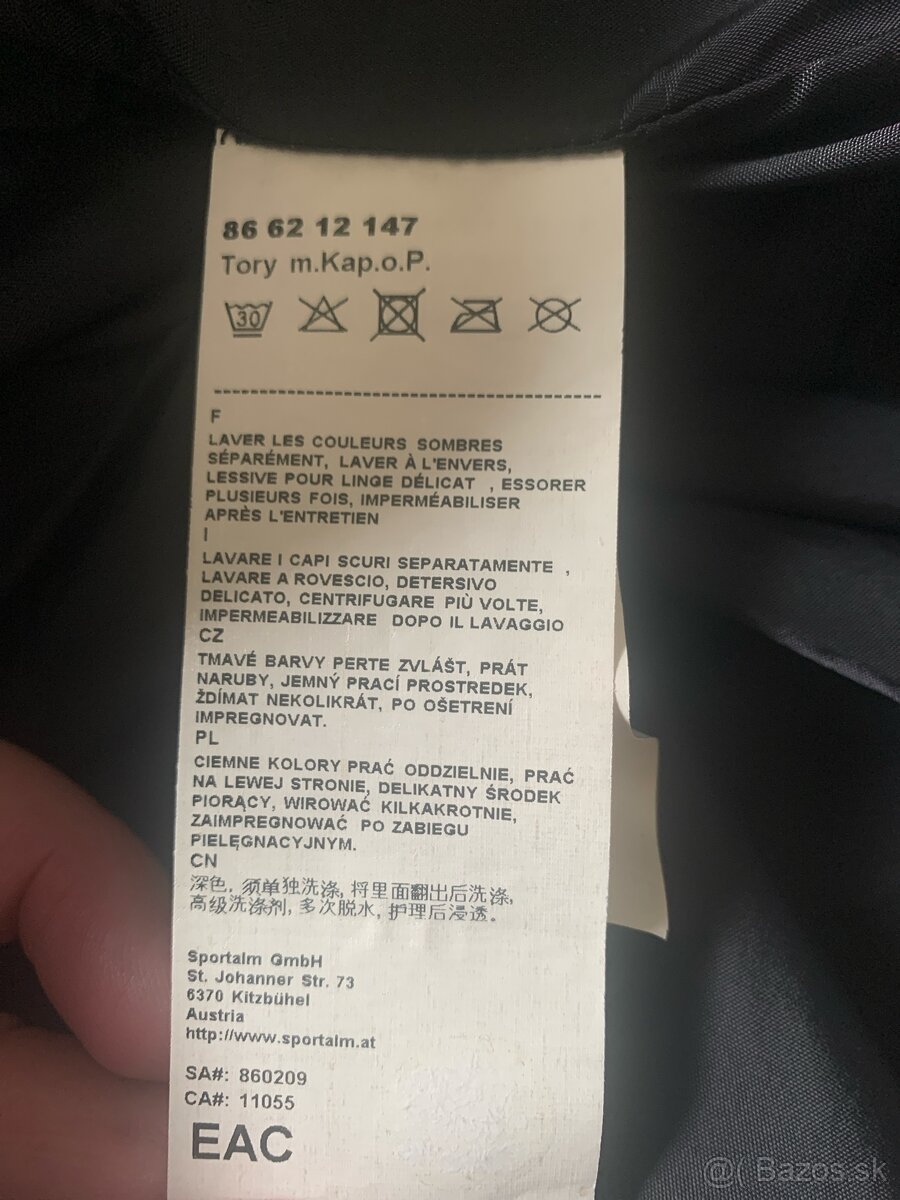 86 62 12 147
Tory m.Kap.o.P.
30
F
LAVER LES COULEURS SOMBRES
SÉPARÉMENT, LAVER À L'ENVERS,
LESSIVE POUR LINGE DÉLICAT , ESSORER
PLUSIEURS FOIS, IMPERMÉABILISER
APRÈS L'ENTRETIEN
I
LAVARE I CAPI SCURI SEPARATAMENTE ,
LAVARE A ROVESCIO, DETERSIVO
DELICATO, CENTRIFUGARE PIÙ VOLTE,
IMPERMEABILIZZARE DOPO IL LAVAGGIO
CZ
TMAVÉ BARVY PERTE ZVLÁŠT, PRÁT
NARUBY, JEMNÝ PRACÍ PROSTREDEK,
ŽDÍMAT NEKOLIKRÁT, PO OŠETRENÍ
IMPREGNOVAT.
PL
CIEMNE KOLORY PRAĆ ODDZIELNIE, PRAĆ
NA LEWEJ STRONIE, DELIKATNY ŚRODEK
PIORĄCY, WIROWAĆ KILKAKROTNIE,
ZAIMPREGNOWAĆ PO ZABIEGU
PIELĘGNACYJNYM.
CN
深色, 须单独洗涤, 将里面翻出后洗涤,
高级洗涤剂, 多次脱水, 护理后浸透。
Sportalm GmbH
St. Johanner Str. 73
6370 Kitzbühel
Austria
http://www.sportalm.at
SA#: 860209
CA#: 11055
EAC
@( Bazos.sk